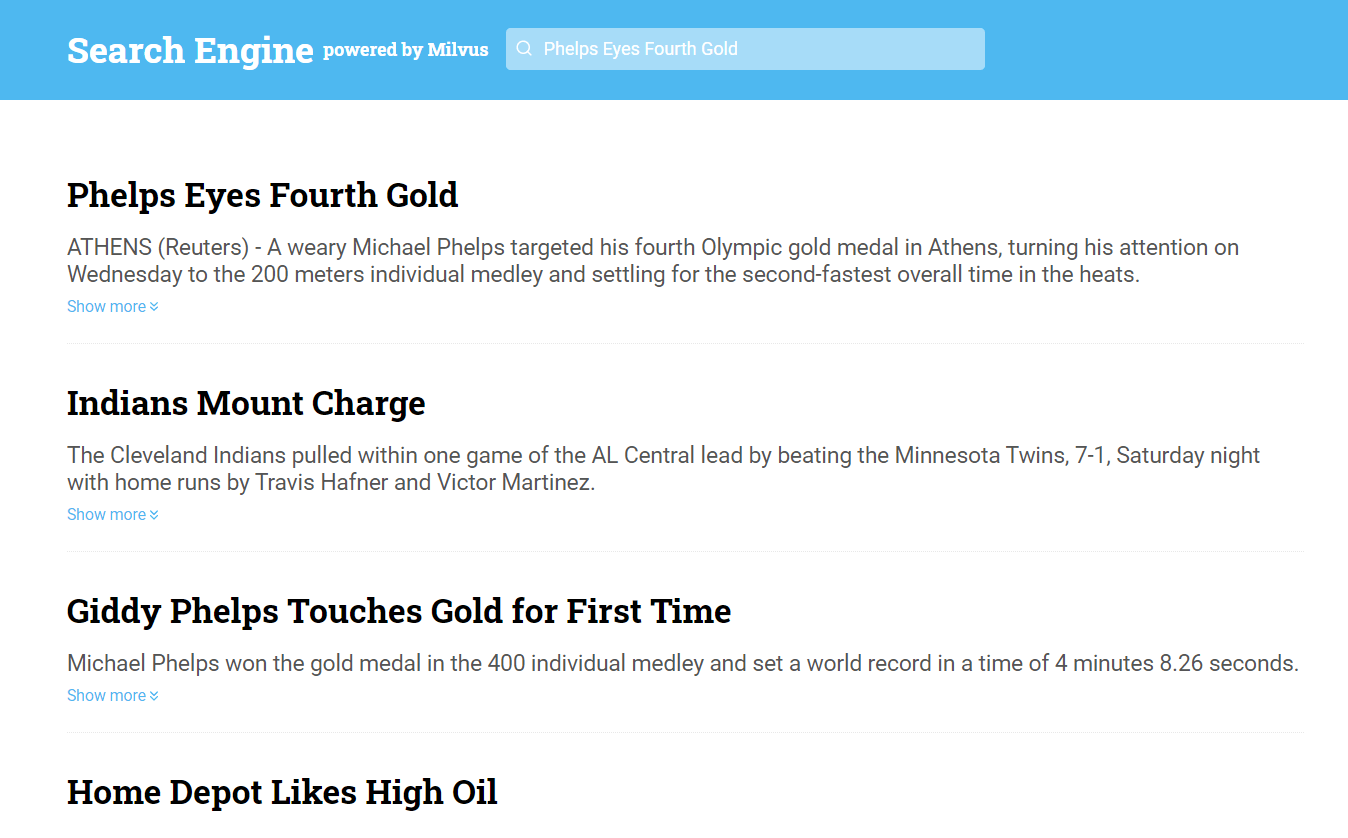 Search Engine powered by Milvus
Phelps Eyes Fourth Gold
Phelps Eyes Fourth Gold
ATHENS (Reuters) - A weary Michael Phelps targeted his fourth Olympic gold medal in Athens, turning his attention on
Wednesday to the 200 meters individual medley and settling for the second-fastest overall time in the heats.
Show more
Indians Mount Charge
The Cleveland Indians pulled within one game of the AL Central lead by beating the Minnesota Twins, 7-1, Saturday night
with home runs by Travis Hafner and Victor Martinez.
Show more
Giddy Phelps Touches Gold for First Time
Michael Phelps won the gold medal in the 400 individual medley and set a world record in a time of 4 minutes 8.26 seconds.
Show more
Home Depot Likes High Oil